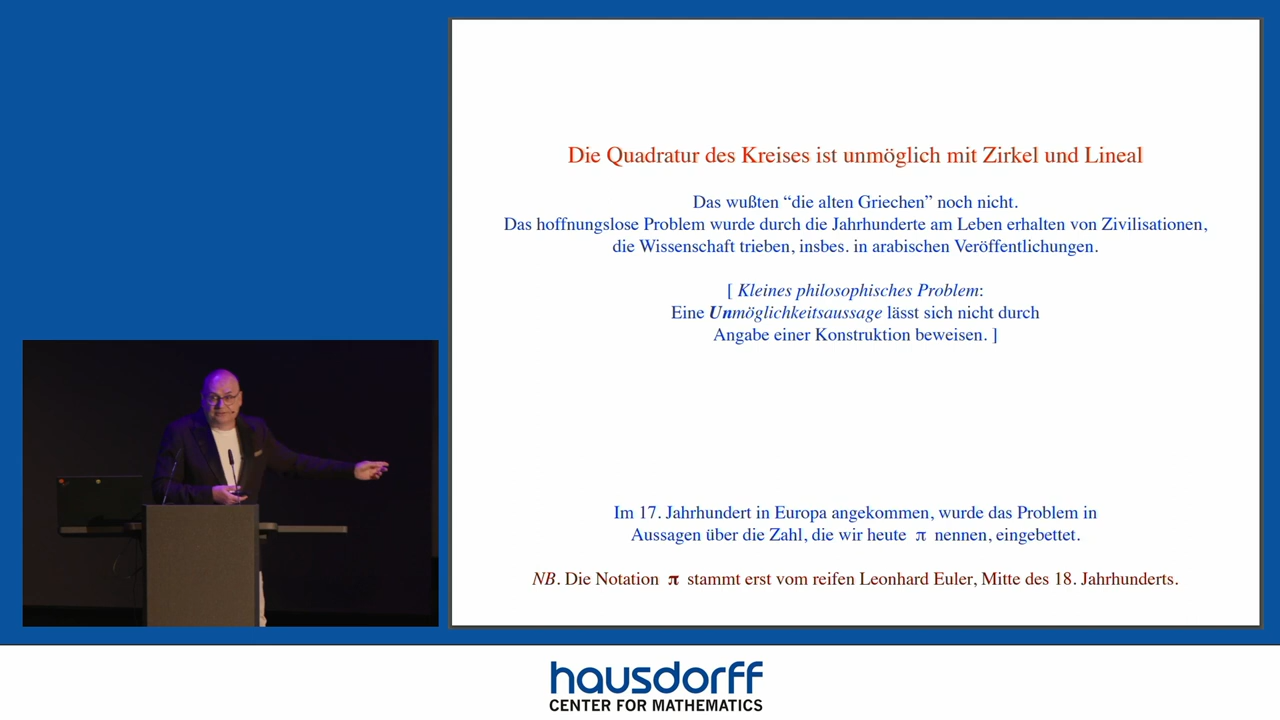 Die Quadratur des Kreises ist unmöglich mit Zirkel und Lineal
Das wußten “die alten Griechen” noch nicht.
Das hoffnungslose Problem wurde durch die Jahrhunderte am Leben erhalten von Zivilisationen,
die Wissenschaft trieben, insbes. in arabischen Veröffentlichungen.
[ Kleines philosophisches Problem:
Eine Unmöglichkeitsaussage lässt sich nicht durch
Angabe einer Konstruktion beweisen. ]
Im 17. Jahrhundert in Europa angekommen, wurde das Problem in
Aussagen über die Zahl, die wir heute π nennen, eingebettet.
NB. Die Notation π stammt erst vom reifen Leonhard Euler, Mitte des 18. Jahrhunderts.
hausdorff
CENTER FOR MATHEMATICS